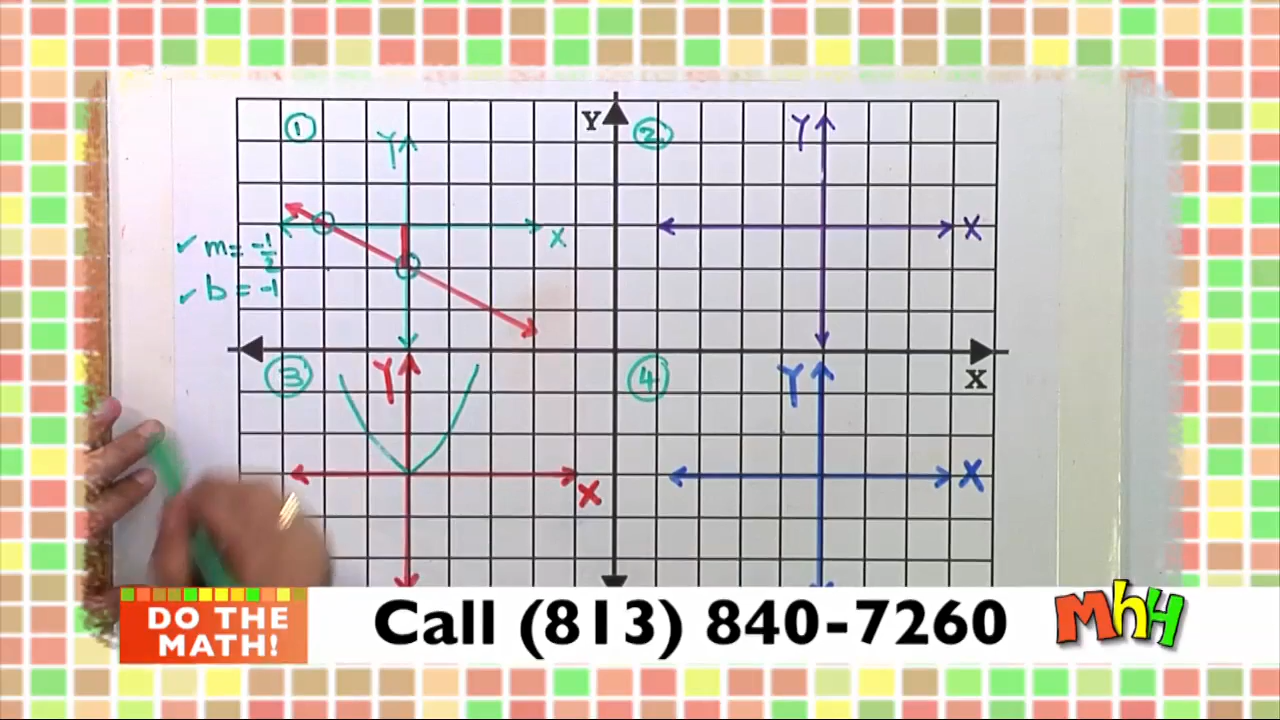 ① Y Y ② Y
X X
✓ m = -1/2
✓ b = -1
③ Y ④ Y X
X X
DO THE
MATH!
Call (813) 840-7260
MhH